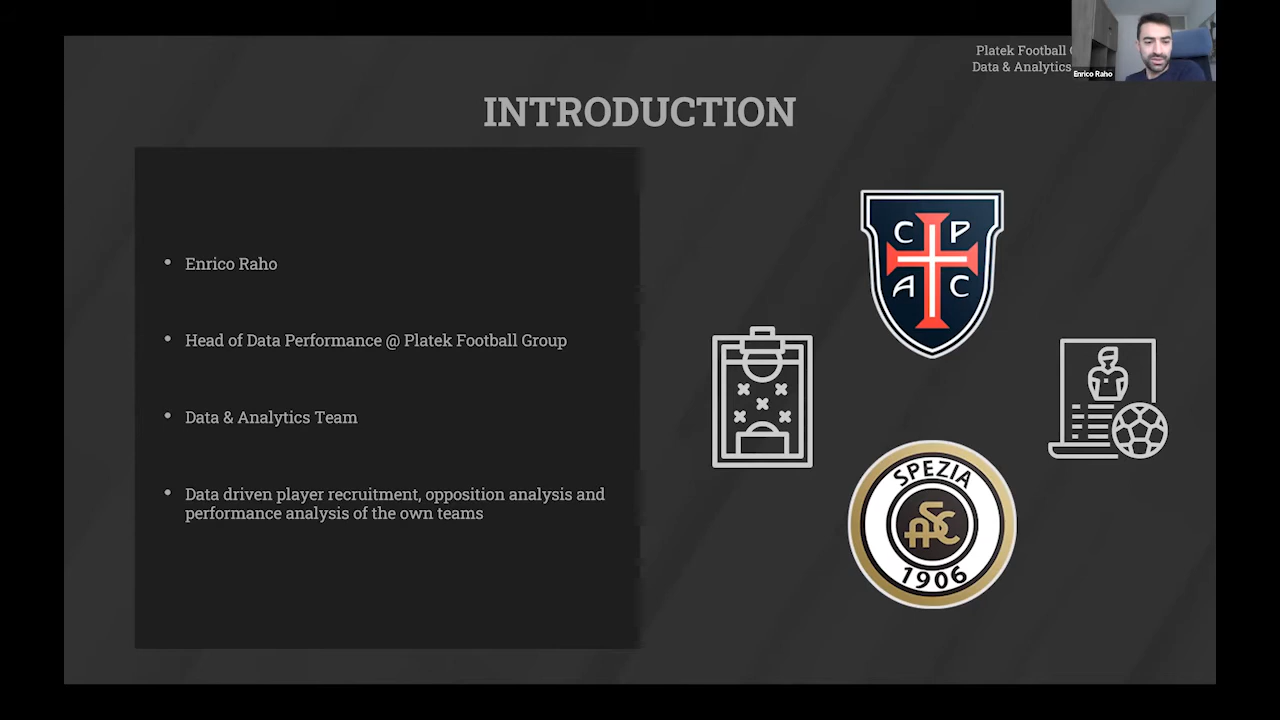 Platek Football
Data & Analytics
Enrico Raho
INTRODUCTION
• Enrico Raho
• Head of Data Performance @ Platek Football Group
• Data & Analytics Team
• Data driven player recruitment, opposition analysis and
performance analysis of the own teams
C P
A C
SPEZIA
ASC
1906